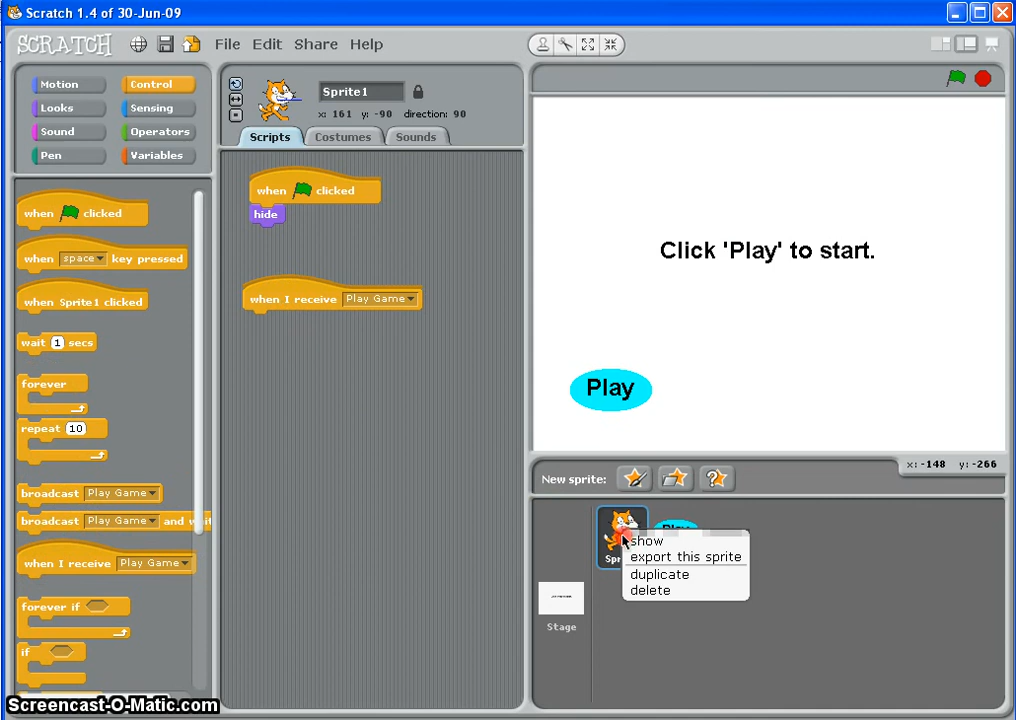 Scratch 1.4 of 30-Jun-09
SCRATCH File Edit Share Help
Motion Control
Looks Sensing
Sound Operators
Pen Variables
when clicked
when space key pressed
when Sprite1 clicked
wait 1 secs
forever
repeat 10
broadcast Play Game
broadcast Play Game and wait
when I receive Play Game
forever if
if
Sprite1
x: 161 y: -90 direction: 90
Scripts Costumes Sounds
when clicked
hide
when I receive Play Game
Click 'Play' to start.
Play
x: -148 y: -266
New sprite:
show
export this sprite
duplicate
delete
Stage
Screencast-O-Matic.com